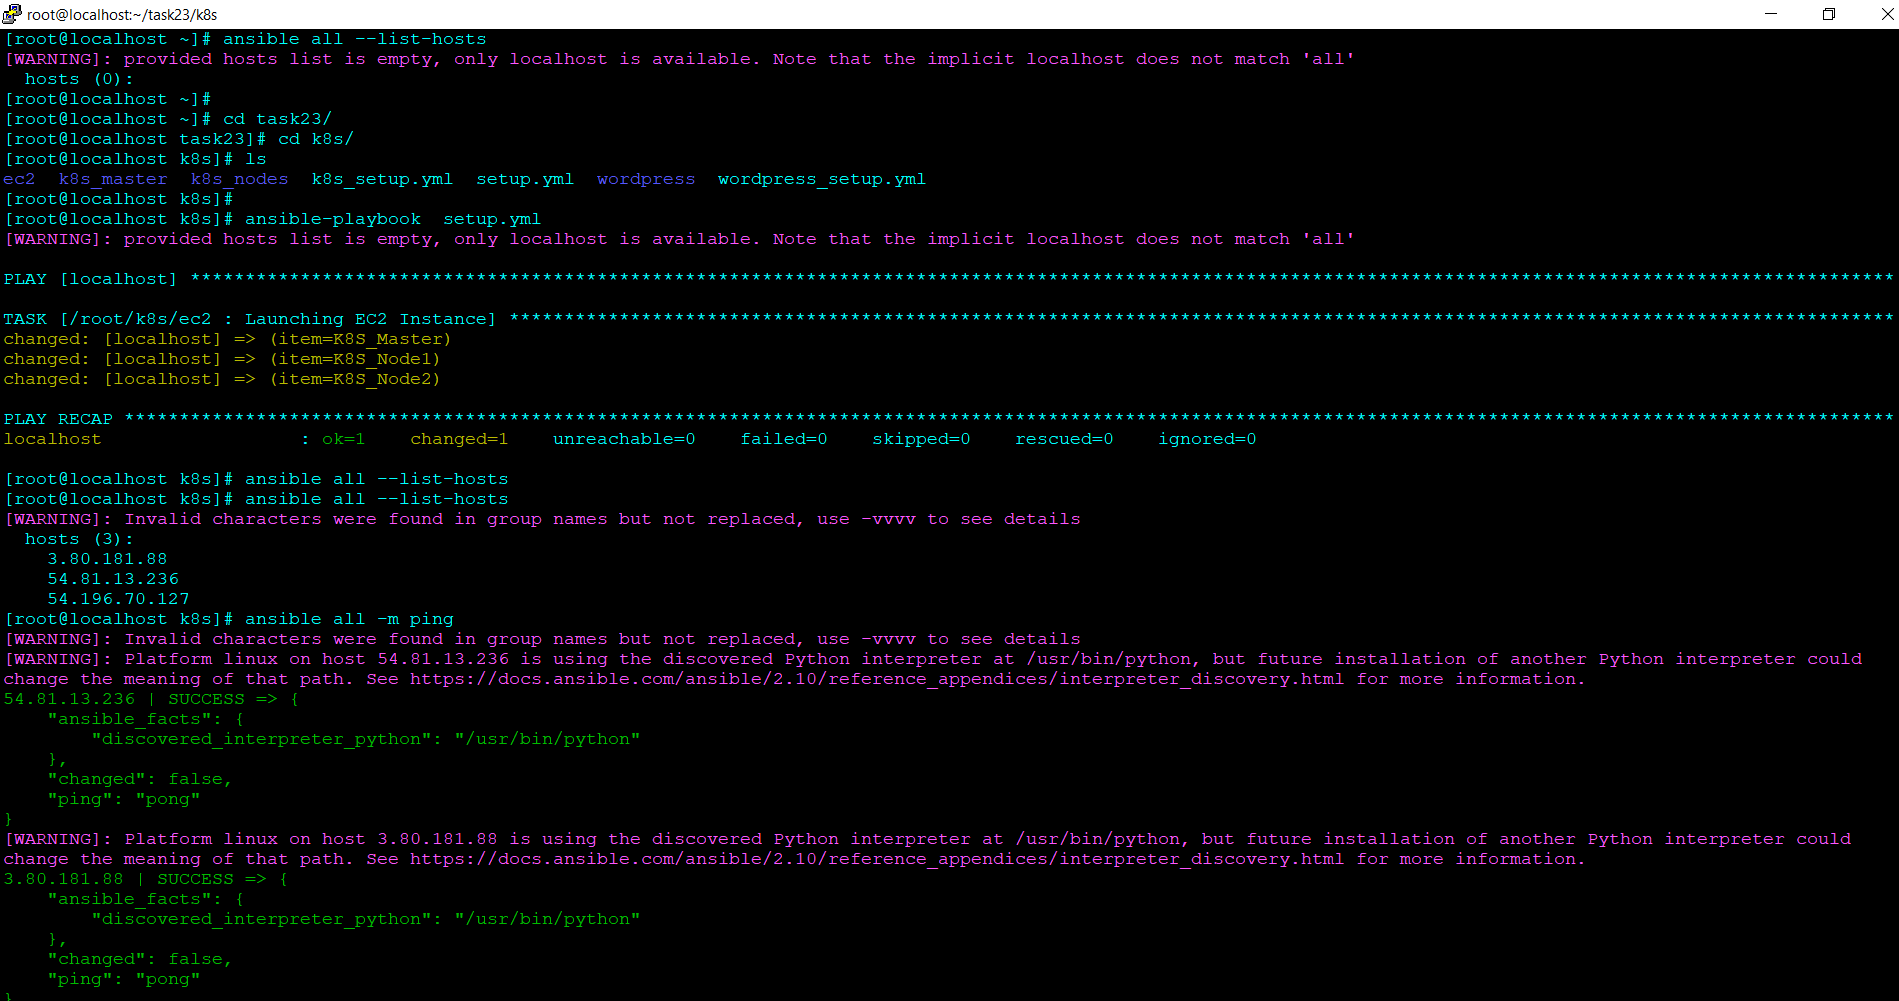 root@localhost:~/task23/k8s
[root@localhost ~]# ansible all --list-hosts
[WARNING]: provided hosts list is empty, only localhost is available. Note that the implicit localhost does not match 'all'
  hosts (0):
[root@localhost ~]#
[root@localhost ~]# cd task23/
[root@localhost task23]# cd k8s/
[root@localhost k8s]# ls
ec2  k8s_master  k8s_nodes  k8s_setup.yml  setup.yml  wordpress  wordpress_setup.yml
[root@localhost k8s]#
[root@localhost k8s]# ansible-playbook  setup.yml
[WARNING]: provided hosts list is empty, only localhost is available. Note that the implicit localhost does not match 'all'
PLAY [localhost] ***********************************************************************************************************************************************************
TASK [/root/k8s/ec2 : Launching EC2 Instance] ******************************************************************************************************************************
changed: [localhost] => (item=K8S_Master)
changed: [localhost] => (item=K8S_Node1)
changed: [localhost] => (item=K8S_Node2)
PLAY RECAP *****************************************************************************************************************************************************************
localhost                  : ok=1    changed=1    unreachable=0    failed=0    skipped=0    rescued=0    ignored=0
[root@localhost k8s]# ansible all --list-hosts
[root@localhost k8s]# ansible all --list-hosts
[WARNING]: Invalid characters were found in group names but not replaced, use -vvvv to see details
  hosts (3):
    3.80.181.88
    54.81.13.236
    54.196.70.127
[root@localhost k8s]# ansible all -m ping
[WARNING]: Invalid characters were found in group names but not replaced, use -vvvv to see details
[WARNING]: Platform linux on host 54.81.13.236 is using the discovered Python interpreter at /usr/bin/python, but future installation of another Python interpreter could
change the meaning of that path. See https://docs.ansible.com/ansible/2.10/reference_appendices/interpreter_discovery.html for more information.
54.81.13.236 | SUCCESS => {
    "ansible_facts": {
        "discovered_interpreter_python": "/usr/bin/python"
    },
    "changed": false,
    "ping": "pong"
}
[WARNING]: Platform linux on host 3.80.181.88 is using the discovered Python interpreter at /usr/bin/python, but future installation of another Python interpreter could
change the meaning of that path. See https://docs.ansible.com/ansible/2.10/reference_appendices/interpreter_discovery.html for more information.
3.80.181.88 | SUCCESS => {
    "ansible_facts": {
        "discovered_interpreter_python": "/usr/bin/python"
    },
    "changed": false,
    "ping": "pong"
}